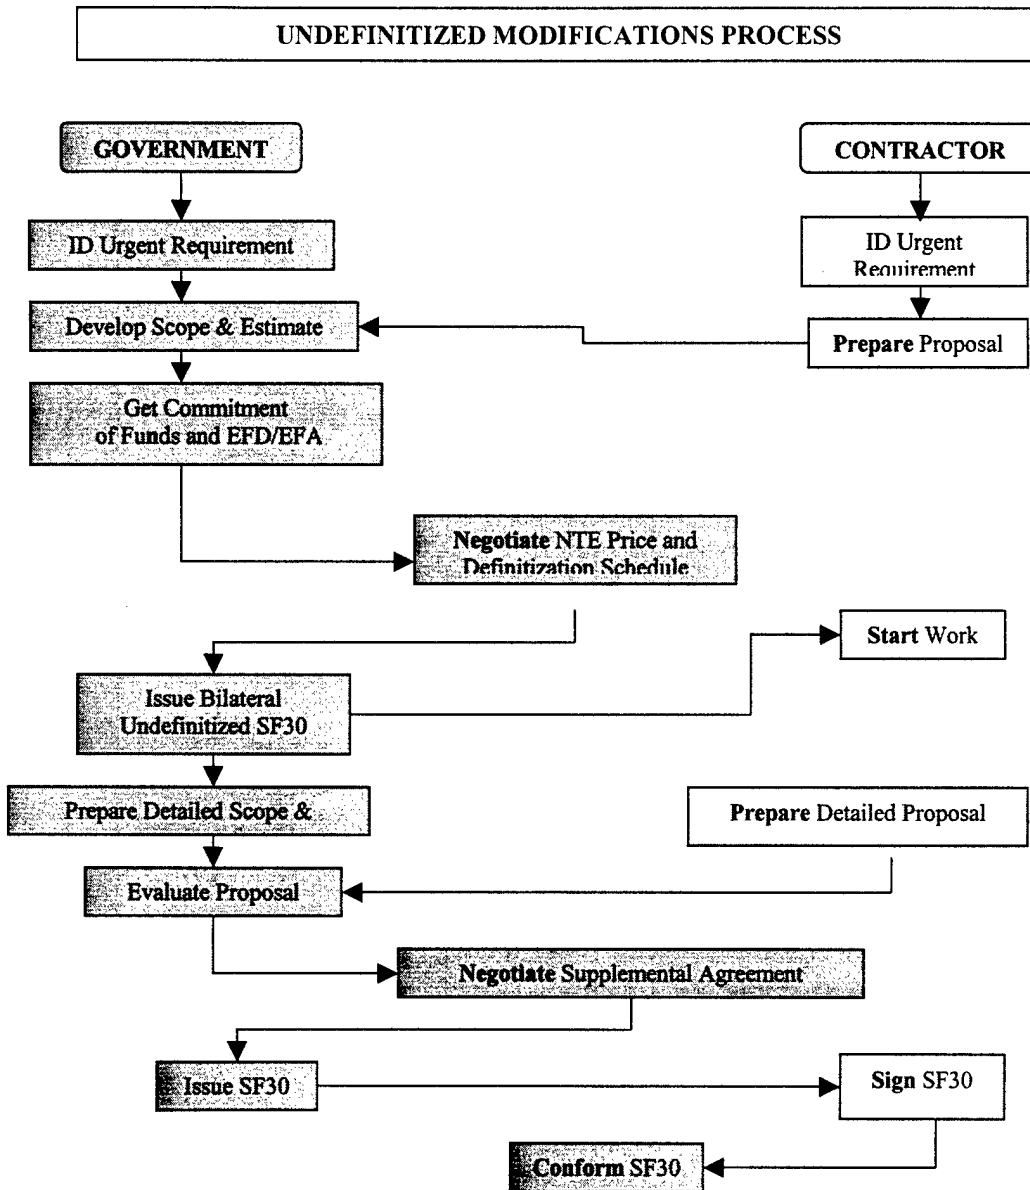 UNDEFINITIZED MODIFICATIONS PROCESS
GOVERNMENT
CONTRACTOR
ID Urgent Requirement
ID Urgent
Requirement
Develop Scope & Estimate
Prepare Proposal
Get Commitment
of Funds and EFD/EFA
Negotiate NTE Price and
Definitization Schedule
Start Work
Issue Bilateral
Undefinitized SF30
Prepare Detailed Scope &
Prepare Detailed Proposal
Evaluate Proposal
Negotiate Supplemental Agreement
Issue SF30
Sign SF30
Conform SF30